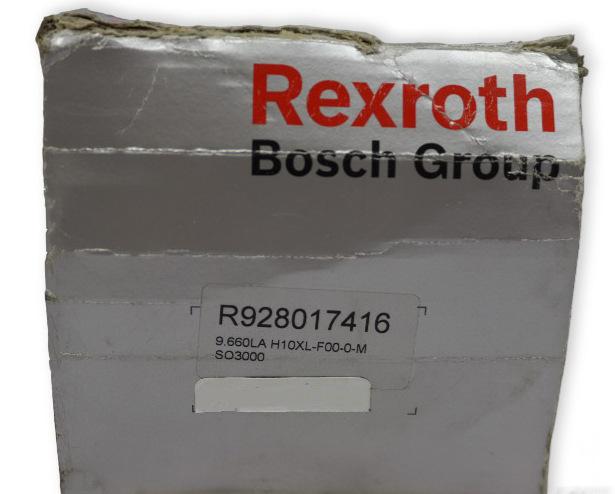 Rexroth
Bosch Group
R928017416
9.660LA H10XL-F00-0-M
SO3000